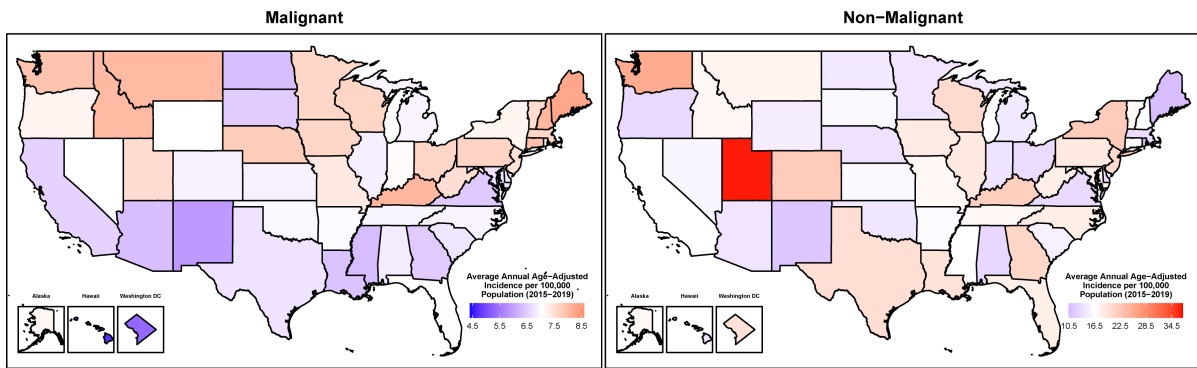 Malignant
Non−Malignant
Average Annual Age−Adjusted
Incidence per 100,000
Population (2015−2019)
4.5 5.5 6.5 7.5 8.5
Alaska
Hawaii
Washington DC
Average Annual Age−Adjusted
Incidence per 100,000
Population (2015−2019)
10.5 16.5 22.5 28.5 34.5
Alaska
Hawaii
Washington DC